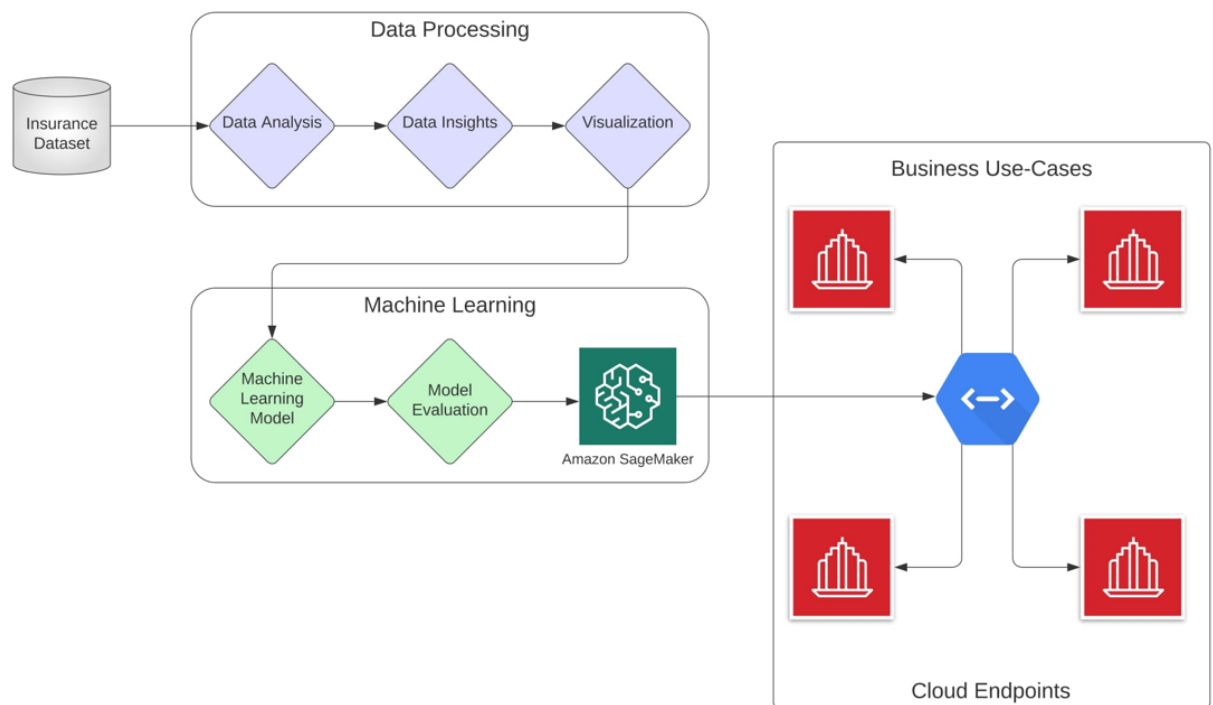 Data Processing
Insurance
Dataset
Data Analysis
Data Insights
Visualization
Business Use-Cases
Machine Learning
Machine
Learning
Model
Model
Evaluation
Amazon SageMaker
Cloud Endpoints